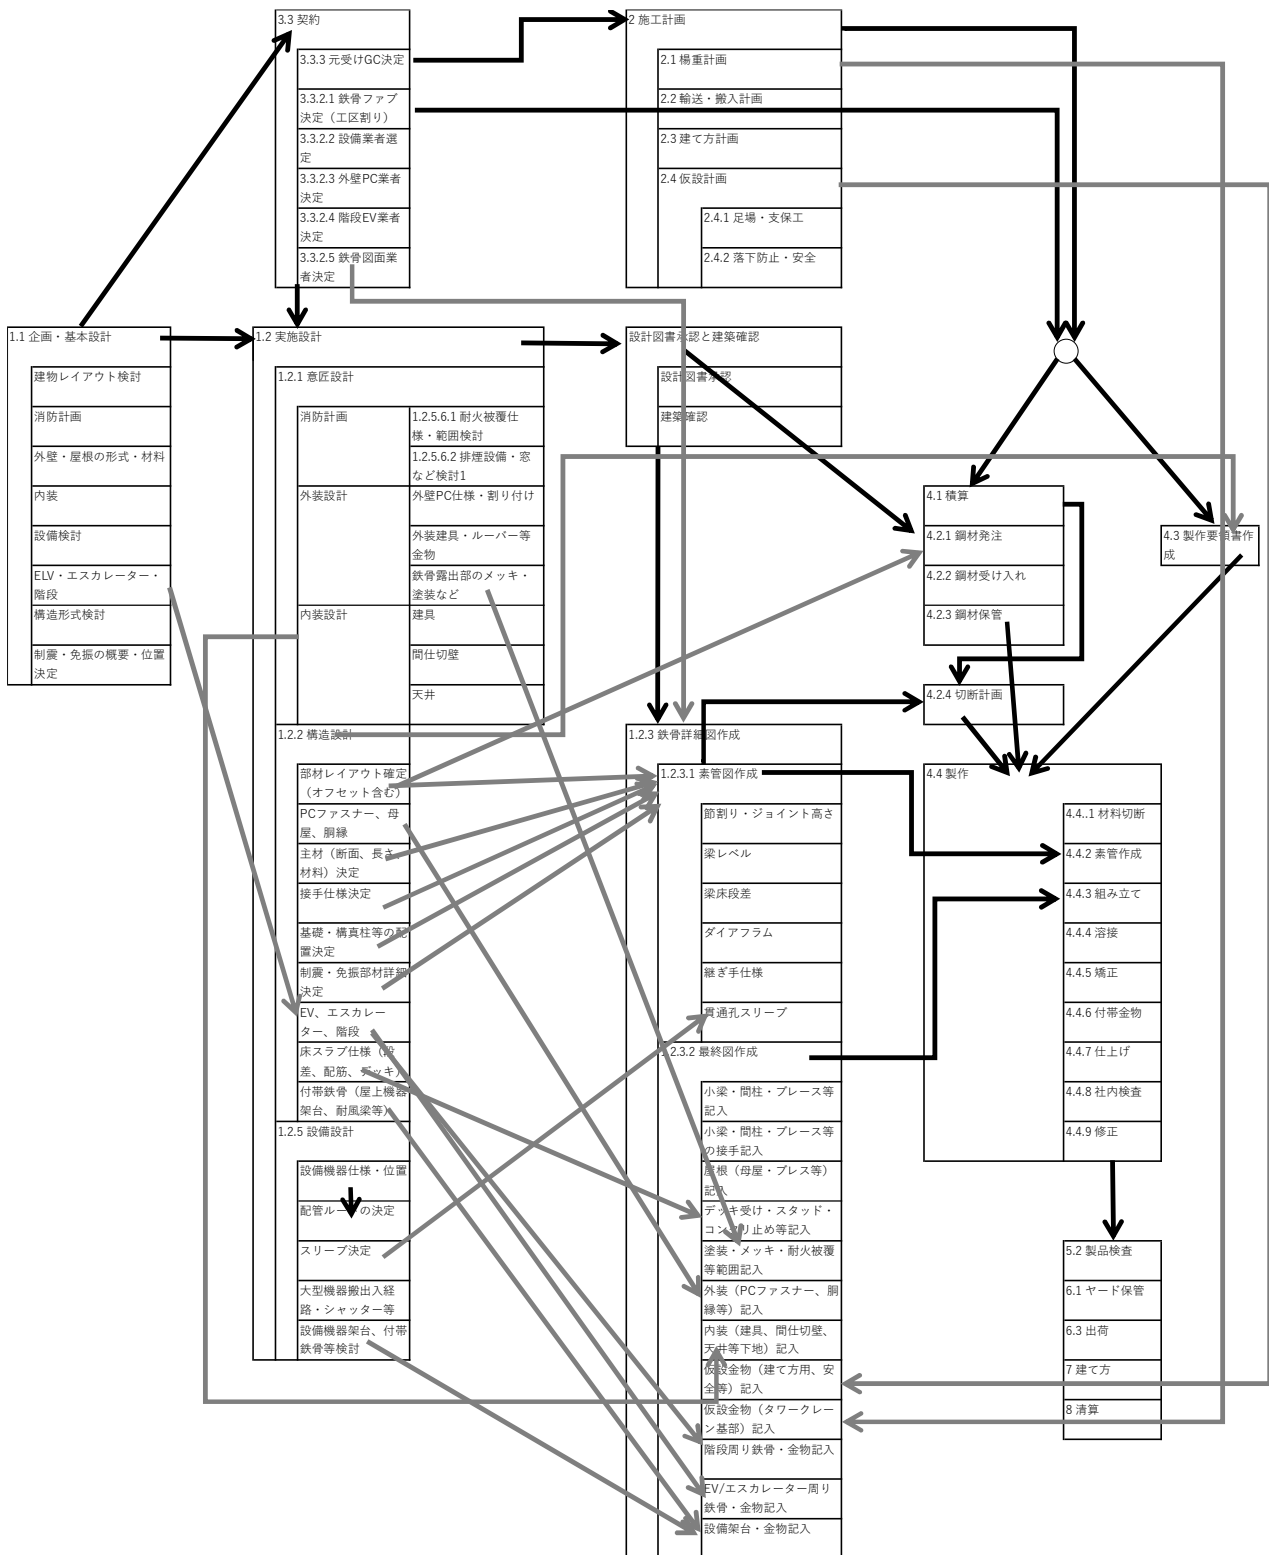 3.3 契約
3.3.3 元受けGC決定
3.3.2.1 鉄骨ファブ
決定（工区割り）
3.3.2.2 設備業者選
定
3.3.2.3 外壁PC業者
決定
3.3.2.4 階段EV業者
決定
3.3.2.5 鉄骨図面業
者決定
2 施工計画
2.1 楊重計画
2.2 輸送・搬入計画
2.3 建て方計画
2.4 仮設計画
2.4.1 足場・支保工
2.4.2 落下防止・安全
1.1 企画・基本設計
建物レイアウト検討
消防計画
外壁・屋根の形式・材料
内装
設備検討
ELV・エスカレーター・
階段
構造形式検討
制震・免振の概要・位置
決定
1.2 実施設計
1.2.1 意匠設計
消防計画
1.2.5.6.1 耐火被覆仕
様・範囲検討
1.2.5.6.2 排煙設備・窓
など検討1
外装設計
外壁PC仕様・割り付け
外装建具・ルーバー等
金物
鉄骨露出部のメッキ・
塗装など
内装設計
建具
間仕切壁
天井
1.2.2 構造設計
部材レイアウト確定
（オフセット含む）
PCファスナー、母
屋、胴縁
主材（断面、長さ、
材料）決定
接手仕様決定
基礎・構真柱等の配
置決定
制震・免振部材詳細
決定
EV、エスカレー
ター、階段
床スラブ仕様（段
差、配筋、デッキ）
付帯鉄骨（屋上機器
架台、耐風梁等）
1.2.5 設備設計
設備機器仕様・位置
配管ルートの決定
スリーブ決定
大型機器搬出入経
路・シャッター等
設備機器架台、付帯
鉄骨等検討
設計図書承認と建築確認
設計図書承認
建築確認
1.2.3 鉄骨詳細図作成
1.2.3.1 素管図作成
節割り・ジョイント高さ
梁レベル
梁床段差
ダイアフラム
継ぎ手仕様
貫通孔スリーブ
1.2.3.2 最終図作成
小梁・間柱・ブレース等
記入
小梁・間柱・ブレース等
の接手記入
屋根（母屋・ブレス等）
記入
デッキ受け・スタッド・
コンクリ止め等記入
塗装・メッキ・耐火被覆
等範囲記入
外装（PCファスナー、胴
縁等）記入
内装（建具、間仕切壁、
天井等下地）記入
仮設金物（建て方用、安
全等）記入
仮設金物（タワークレー
ン基部）記入
階段周り鉄骨・金物記入
EV/エスカレーター周り
鉄骨・金物記入
設備架台・金物記入
4.1 積算
4.2.1 鋼材発注
4.2.2 鋼材受け入れ
4.2.3 鋼材保管
4.2.4 切断計画
4.3 製作要領書作
成
4.4 製作
4.4..1 材料切断
4.4.2 素管作成
4.4.3 組み立て
4.4.4 溶接
4.4.5 矯正
4.4.6 付帯金物
4.4.7 仕上げ
4.4.8 社内検査
4.4.9 修正
5.2 製品検査
6.1 ヤード保管
6.3 出荷
7 建て方
8 清算